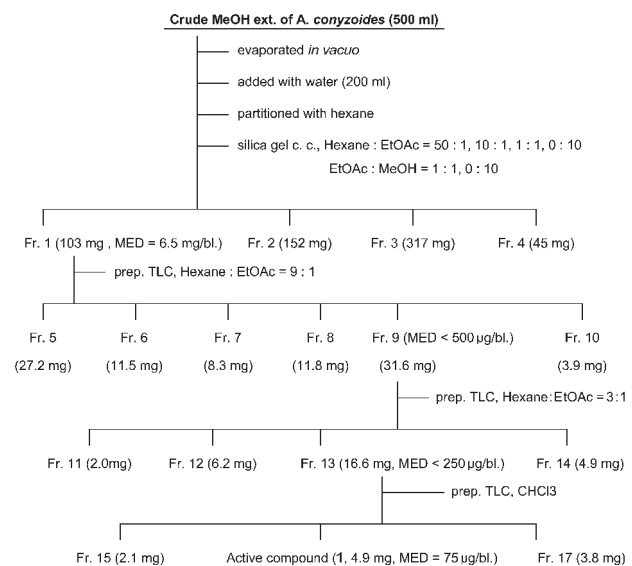 Crude MeOH ext. of A. conyzoides (500 ml)
evaporated in vacuo
added with water (200 ml)
partitioned with hexane
silica gel c. c., Hexane : EtOAc = 50 : 1, 10 : 1, 1 : 1, 0 : 10
EtOAc : MeOH = 1 : 1, 0 : 10
Fr. 1 (103 mg , MED = 6.5 mg/bl.) Fr. 2 (152 mg) Fr. 3 (317 mg) Fr. 4 (45 mg)
prep. TLC, Hexane : EtOAc = 9 : 1
Fr. 5 Fr. 6 Fr. 7 Fr. 8 Fr. 9 (MED < 500 µg/bl.) Fr. 10
(27.2 mg) (11.5 mg) (8.3 mg) (11.8 mg) (31.6 mg) (3.9 mg)
prep. TLC, Hexane:EtOAc = 3:1
Fr. 11 (2.0mg) Fr. 12 (6.2 mg) Fr. 13 (16.6 mg, MED < 250 µg/bl.) Fr. 14 (4.9 mg)
prep. TLC, CHCl3
Fr. 15 (2.1 mg) Active compound (1, 4.9 mg, MED = 75 µg/bl.) Fr. 17 (3.8 mg)